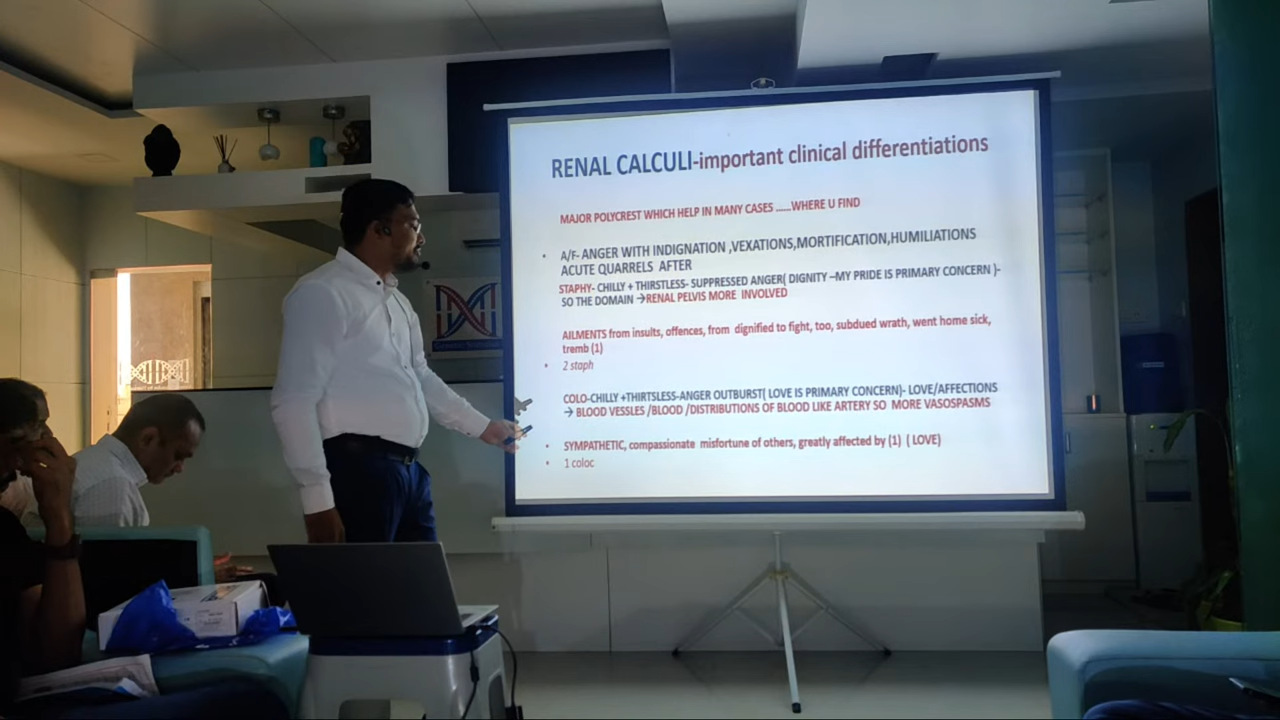 RENAL CALCULI-important clinical differentiations
MAJOR POLYCREST WHICH HELP IN MANY CASES .....WHERE U FIND
• A/F- ANGER WITH INDIGNATION ,VEXATIONS,MORTIFICATION,HUMILIATIONS
ACUTE QUARRELS AFTER
STAPHY- CHILLY + THIRSTLESS- SUPPRESSED ANGER( DIGNITY –MY PRIDE IS PRIMARY CONCERN )-
SO THE DOMAIN →RENAL PELVIS MORE INVOLVED
AILMENTS from insults, offences, from dignified to fight, too, subdued wrath, went home sick,
tremb (1)
• 2 staph
COLO-CHILLY +THIRTSLESS-ANGER OUTBURST( LOVE IS PRIMARY CONCERN)- LOVE/AFFECTIONS
→ BLOOD VESSLES /BLOOD /DISTRIBUTIONS OF BLOOD LIKE ARTERY SO MORE VASOSPASMS
• SYMPATHETIC, compassionate misfortune of others, greatly affected by (1) ( LOVE)
• 1 coloc